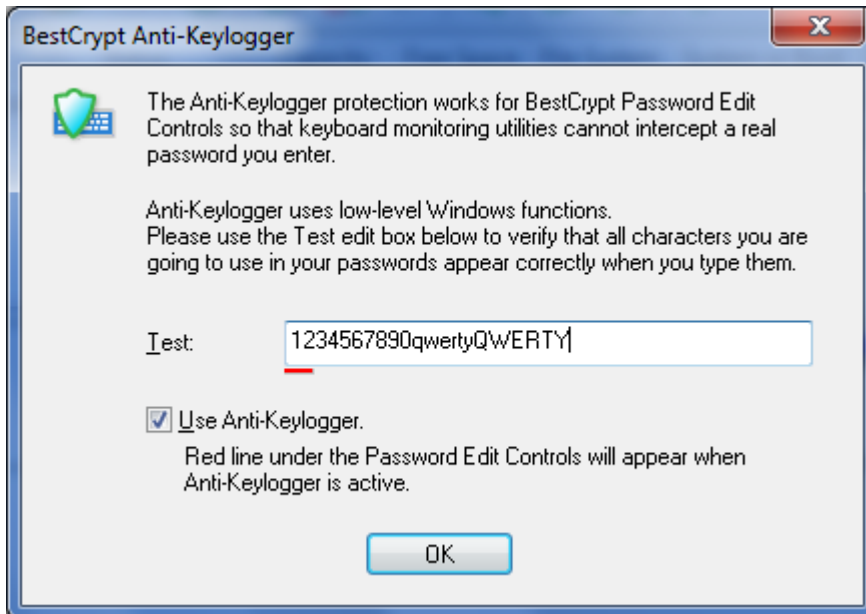 BestCrypt Anti-Keylogger
The Anti-Keylogger protection works for BestCrypt Password Edit
Controls so that keyboard monitoring utilities cannot intercept a real
password you enter.
Anti-Keylogger uses low-level Windows functions.
Please use the Test edit box below to verify that all characters you are
going to use in your passwords appear correctly when you type them.
Test: 1234567890qwertyQWERTY
Use Anti-Keylogger.
Red line under the Password Edit Controls will appear when
Anti-Keylogger is active.
OK